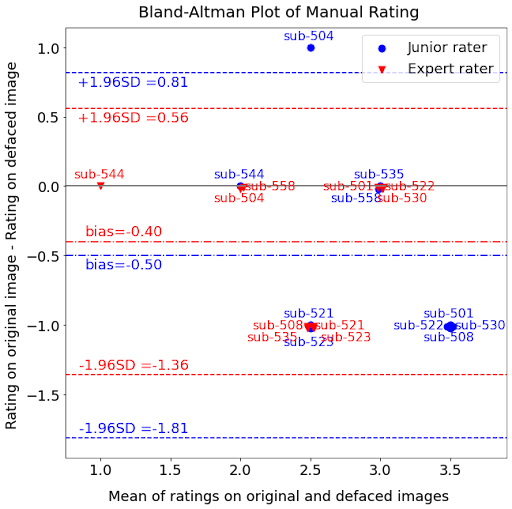 Bland-Altman Plot of Manual Rating
Rating on original image - Rating on defaced image
1.0
0.5
0.0
−0.5
−1.0
−1.5
sub-504
Junior rater
Expert rater
+1.96SD =0.81
+1.96SD =0.56
sub-544 sub-544 sub-535
sub-558 sub-501 sub-522
sub-504 sub-558 sub-530
bias=-0.40
bias=-0.50
sub-521 sub-501
sub-508 sub-521 sub-522 sub-530
sub-535 sub-523 sub-508
sub-523
-1.96SD =-1.36
-1.96SD =-1.81
1.0 1.5 2.0 2.5 3.0 3.5
Mean of ratings on original and defaced images